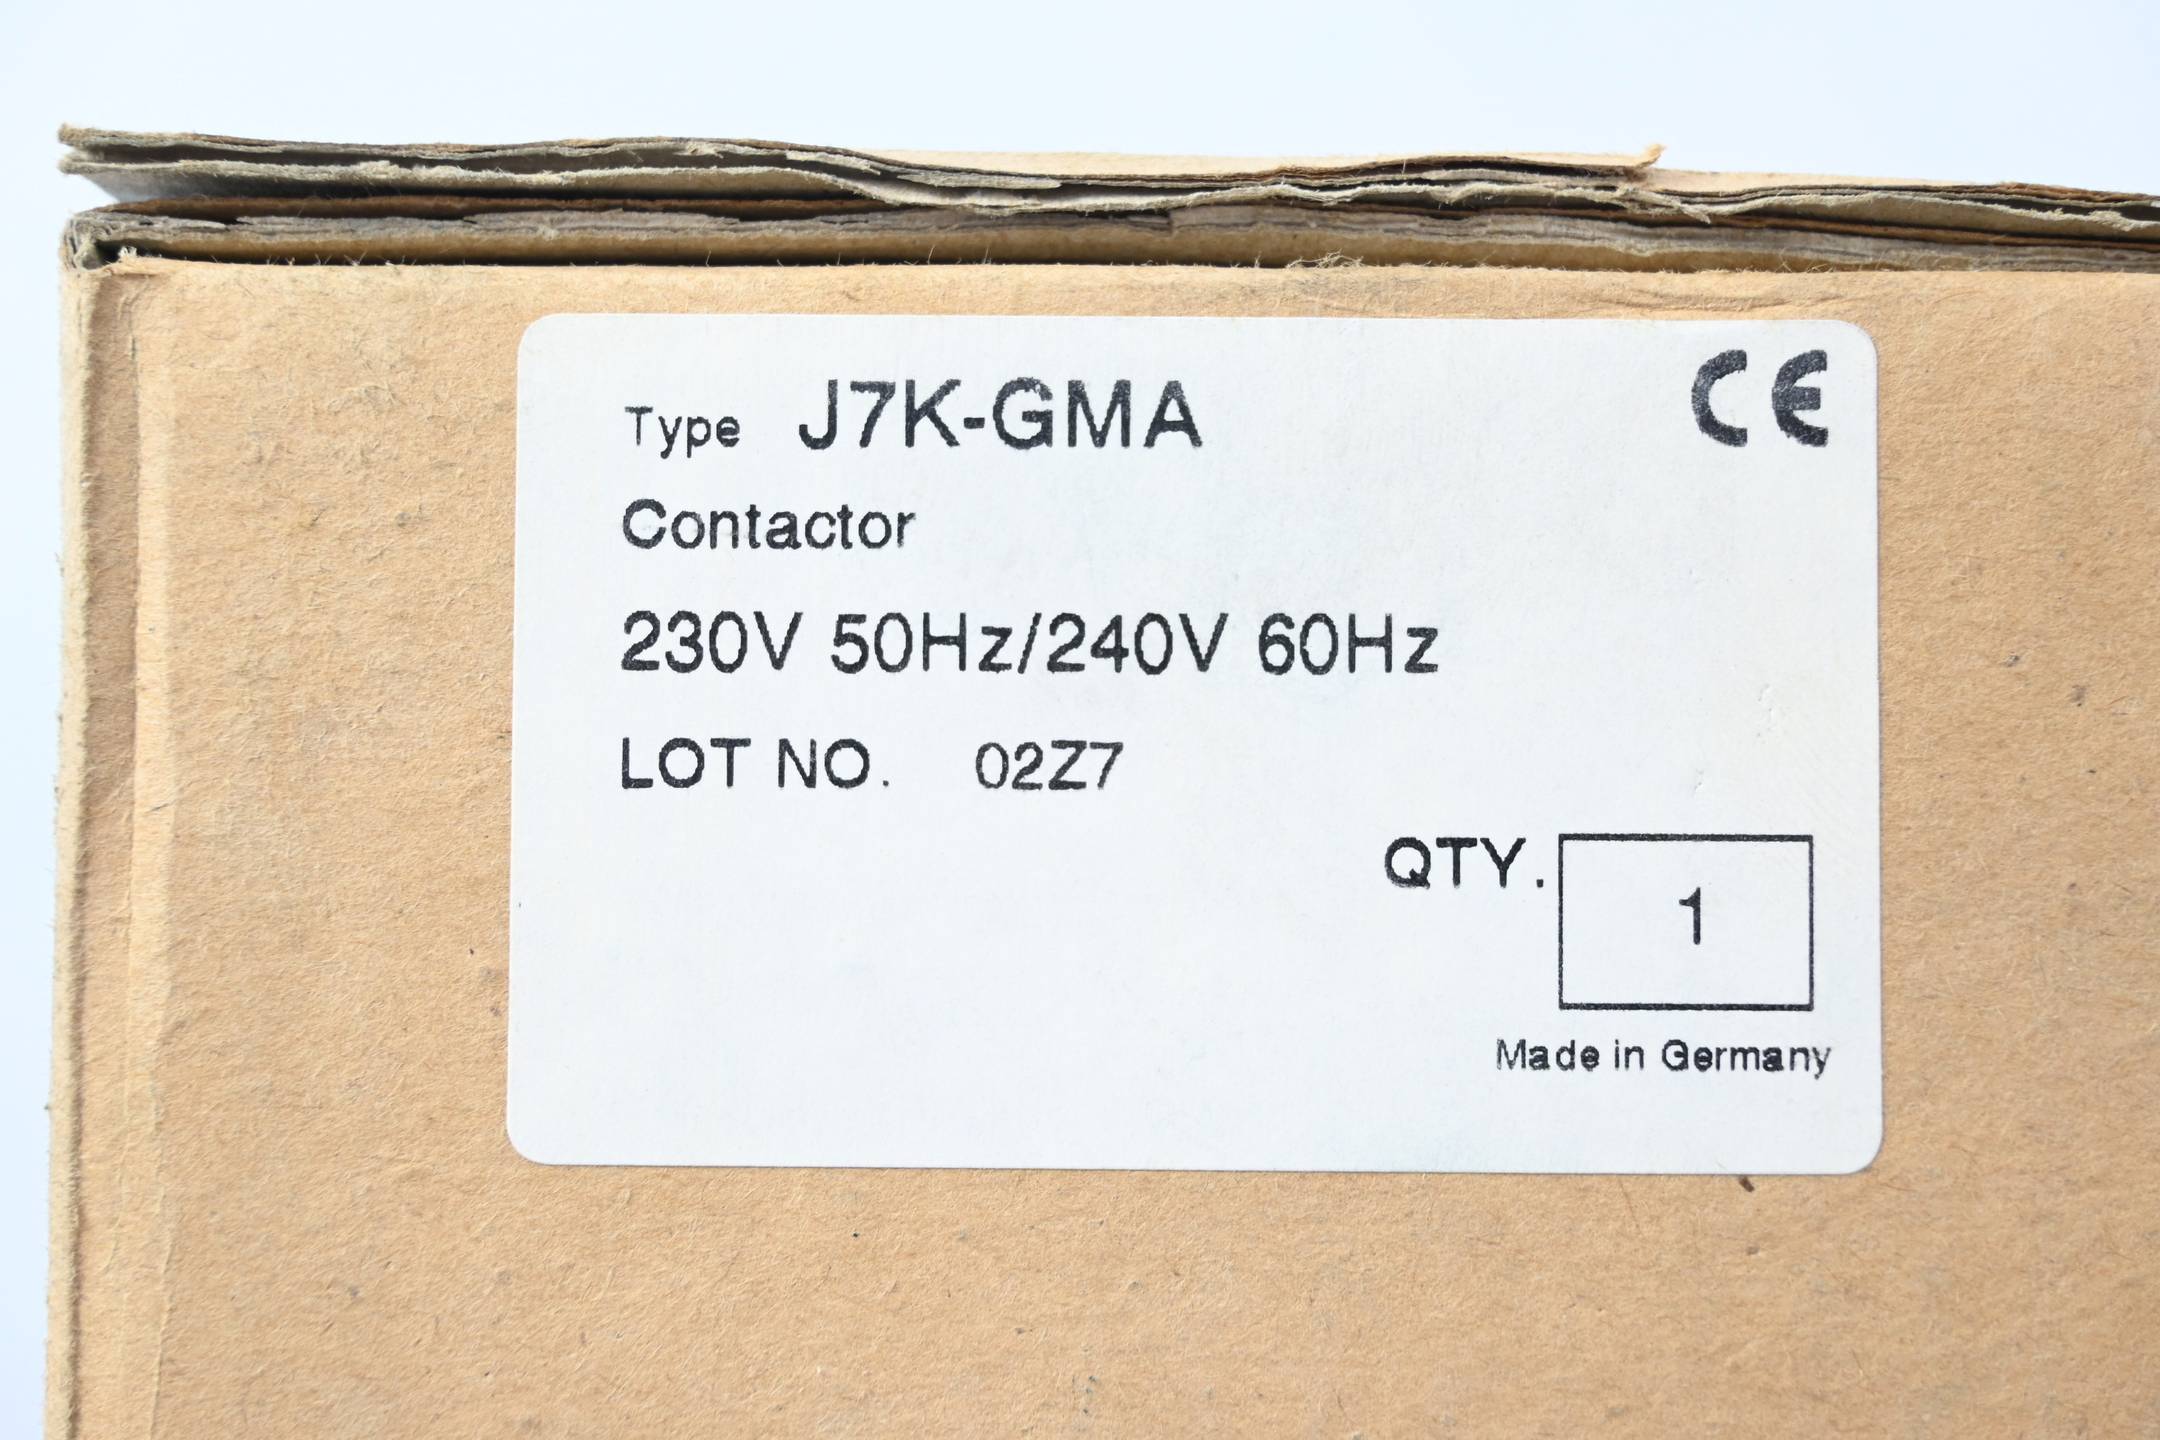 Type J7K-GMA CE
Contactor
230V 50Hz/240V 60Hz
LOT NO. 02Z7
QTY. 1
Made in Germany